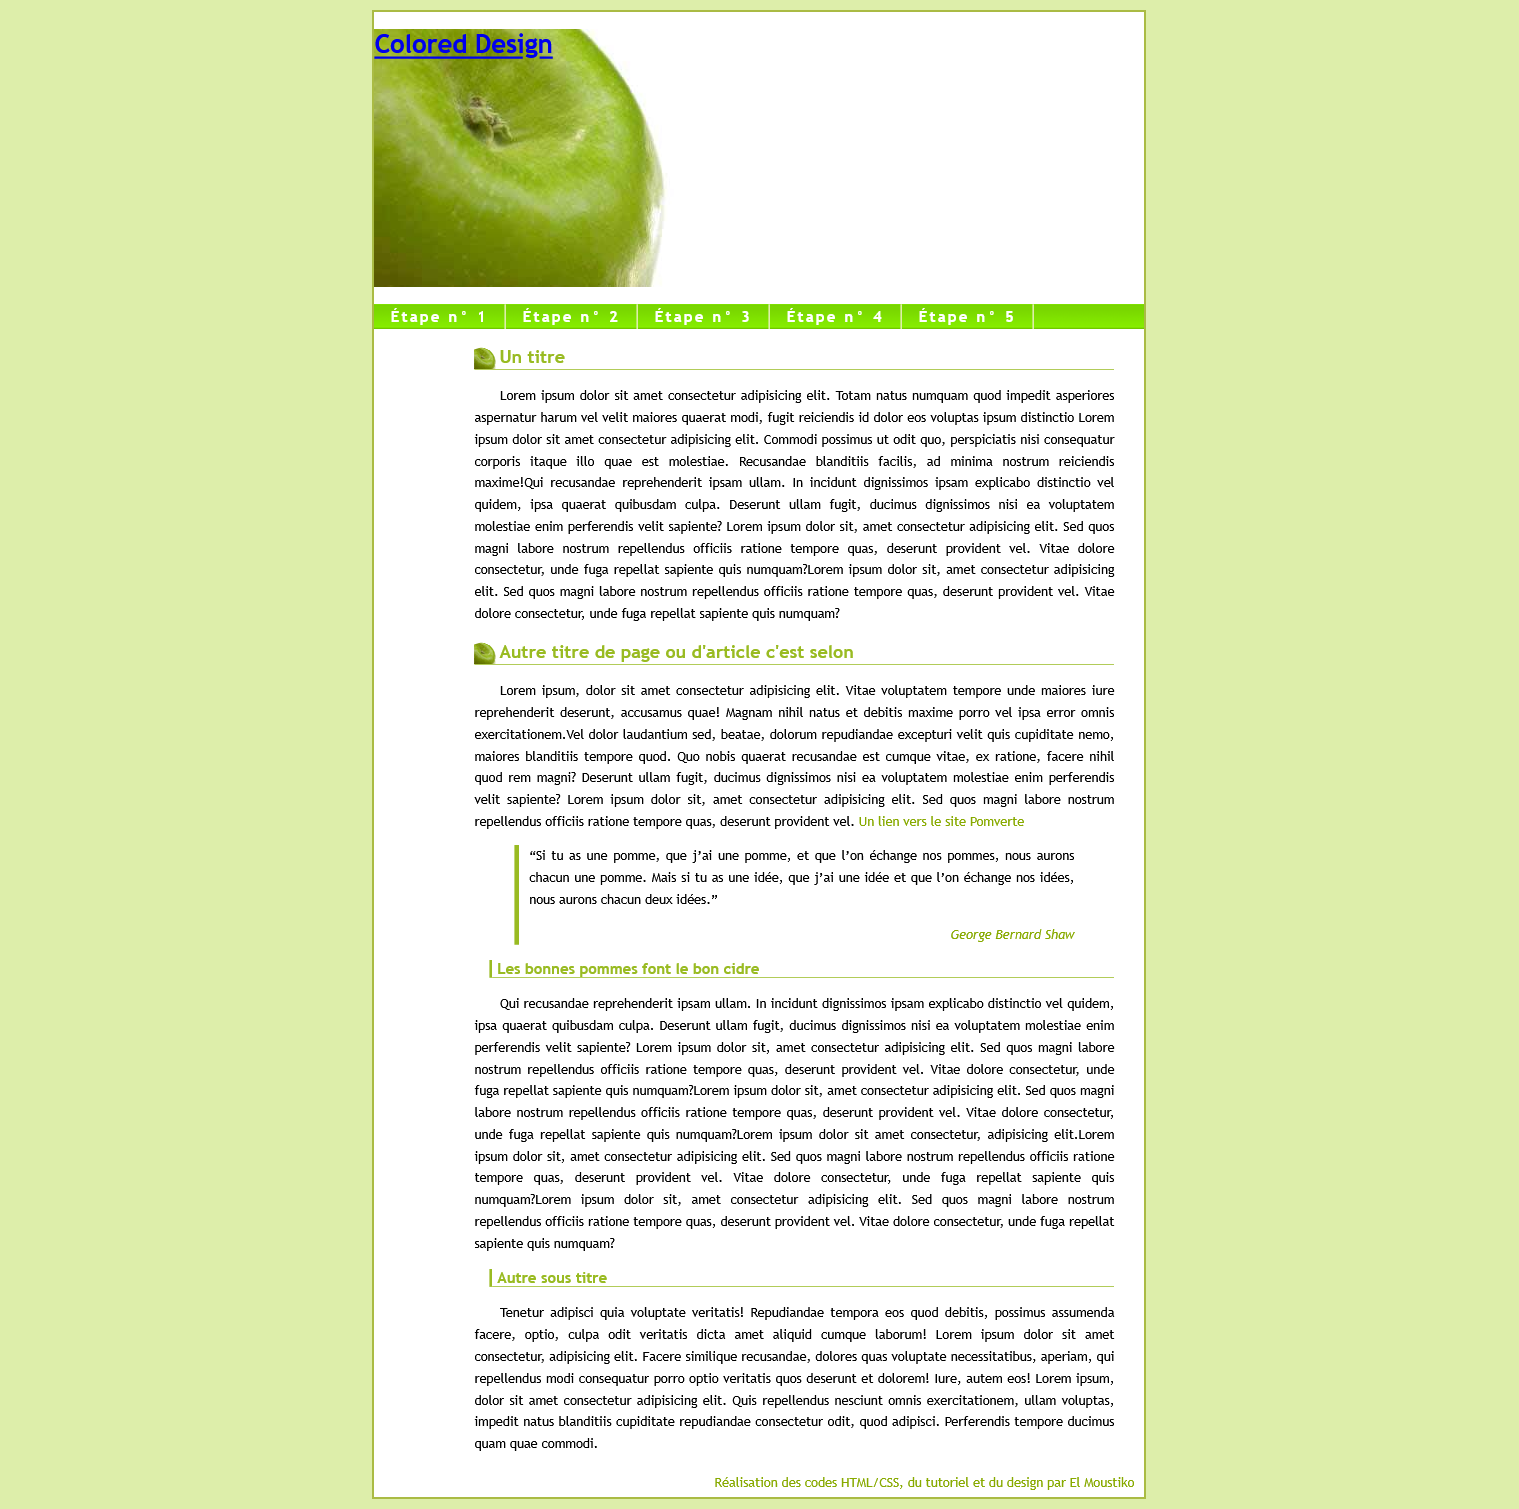 Colored Design
Étape n° 1 Étape n° 2 Étape n° 3 Étape n° 4 Étape n° 5
Un titre
Lorem ipsum dolor sit amet consectetur adipisicing elit. Totam natus numquam quod impedit asperiores
aspernatur harum vel velit maiores quaerat modi, fugit reiciendis id dolor eos voluptas ipsum distinctio Lorem
ipsum dolor sit amet consectetur adipisicing elit. Commodi possimus ut odit quo, perspiciatis nisi consequatur
corporis itaque illo quae est molestiae. Recusandae blanditiis facilis, ad minima nostrum reiciendis
maxime!Qui recusandae reprehenderit ipsam ullam. In incidunt dignissimos ipsam explicabo distinctio vel
quidem, ipsa quaerat quibusdam culpa. Deserunt ullam fugit, ducimus dignissimos nisi ea voluptatem
molestiae enim perferendis velit sapiente? Lorem ipsum dolor sit, amet consectetur adipisicing elit. Sed quos
magni labore nostrum repellendus officiis ratione tempore quas, deserunt provident vel. Vitae dolore
consectetur, unde fuga repellat sapiente quis numquam?Lorem ipsum dolor sit, amet consectetur adipisicing
elit. Sed quos magni labore nostrum repellendus officiis ratione tempore quas, deserunt provident vel. Vitae
dolore consectetur, unde fuga repellat sapiente quis numquam?
Autre titre de page ou d'article c'est selon
Lorem ipsum, dolor sit amet consectetur adipisicing elit. Vitae voluptatem tempore unde maiores iure
reprehenderit deserunt, accusamus quae! Magnam nihil natus et debitis maxime porro vel ipsa error omnis
exercitationem.Vel dolor laudantium sed, beatae, dolorum repudiandae excepturi velit quis cupiditate nemo,
maiores blanditiis tempore quod. Quo nobis quaerat recusandae est cumque vitae, ex ratione, facere nihil
quod rem magni? Deserunt ullam fugit, ducimus dignissimos nisi ea voluptatem molestiae enim perferendis
velit sapiente? Lorem ipsum dolor sit, amet consectetur adipisicing elit. Sed quos magni labore nostrum
repellendus officiis ratione tempore quas, deserunt provident vel. Un lien vers le site Pomverte
“Si tu as une pomme, que j’ai une pomme, et que l’on échange nos pommes, nous aurons
chacun une pomme. Mais si tu as une idée, que j’ai une idée et que l’on échange nos idées,
nous aurons chacun deux idées.”
George Bernard Shaw
Les bonnes pommes font le bon cidre
Qui recusandae reprehenderit ipsam ullam. In incidunt dignissimos ipsam explicabo distinctio vel quidem,
ipsa quaerat quibusdam culpa. Deserunt ullam fugit, ducimus dignissimos nisi ea voluptatem molestiae enim
perferendis velit sapiente? Lorem ipsum dolor sit, amet consectetur adipisicing elit. Sed quos magni labore
nostrum repellendus officiis ratione tempore quas, deserunt provident vel. Vitae dolore consectetur, unde
fuga repellat sapiente quis numquam?Lorem ipsum dolor sit, amet consectetur adipisicing elit. Sed quos magni
labore nostrum repellendus officiis ratione tempore quas, deserunt provident vel. Vitae dolore consectetur,
unde fuga repellat sapiente quis numquam?Lorem ipsum dolor sit amet consectetur, adipisicing elit.Lorem
ipsum dolor sit, amet consectetur adipisicing elit. Sed quos magni labore nostrum repellendus officiis ratione
tempore quas, deserunt provident vel. Vitae dolore consectetur, unde fuga repellat sapiente quis
numquam?Lorem ipsum dolor sit, amet consectetur adipisicing elit. Sed quos magni labore nostrum
repellendus officiis ratione tempore quas, deserunt provident vel. Vitae dolore consectetur, unde fuga repellat
sapiente quis numquam?
Autre sous titre
Tenetur adipisci quia voluptate veritatis! Repudiandae tempora eos quod debitis, possimus assumenda
facere, optio, culpa odit veritatis dicta amet aliquid cumque laborum! Lorem ipsum dolor sit amet
consectetur, adipisicing elit. Facere similique recusandae, dolores quas voluptate necessitatibus, aperiam, qui
repellendus modi consequatur porro optio veritatis quos deserunt et dolorem! Iure, autem eos! Lorem ipsum,
dolor sit amet consectetur adipisicing elit. Quis repellendus nesciunt omnis exercitationem, ullam voluptas,
impedit natus blanditiis cupiditate repudiandae consectetur odit, quod adipisci. Perferendis tempore ducimus
quam quae commodi.
Réalisation des codes HTML/CSS, du tutoriel et du design par El Moustiko